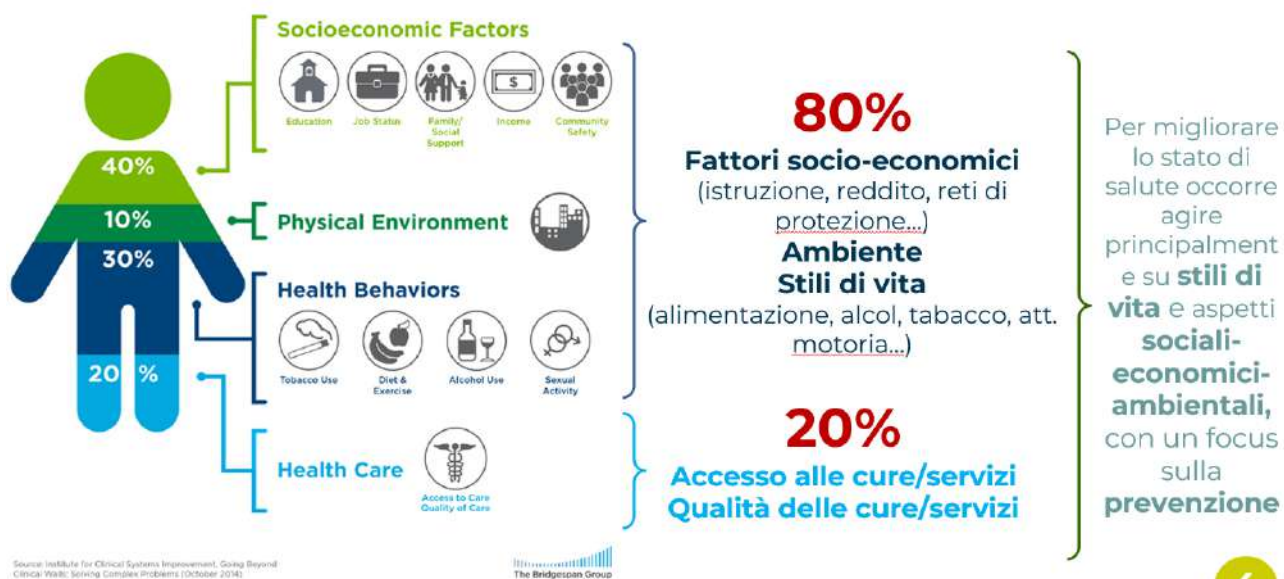 Socioeconomic Factors
Education
Job Status
Family/
Social
Support
Income
Community
Safety
40%
10%
30%
20 %
Physical Environment
Health Behaviors
Tobacco Use
Diet &
Exercise
Alcohol Use
Sexual
Activity
Health Care
Access to Care
Quality of Care
80%
Fattori socio-economici
(istruzione, reddito, reti di
protezione...)
Ambiente
Stili di vita
(alimentazione, alcol, tabacco, att.
motoria...)
20%
Accesso alle cure/servizi
Qualità delle cure/servizi
Per migliorare
lo stato di
salute occorre
agire
principalment
e su stili di
vita e aspetti
sociali-
economici-
ambientali,
con un focus
sulla
prevenzione
Source: Institute for Clinical Systems Improvement, Going Beyond
Clinical Walls: Solving Complex Problems (October 2014)
The Bridgespan Group